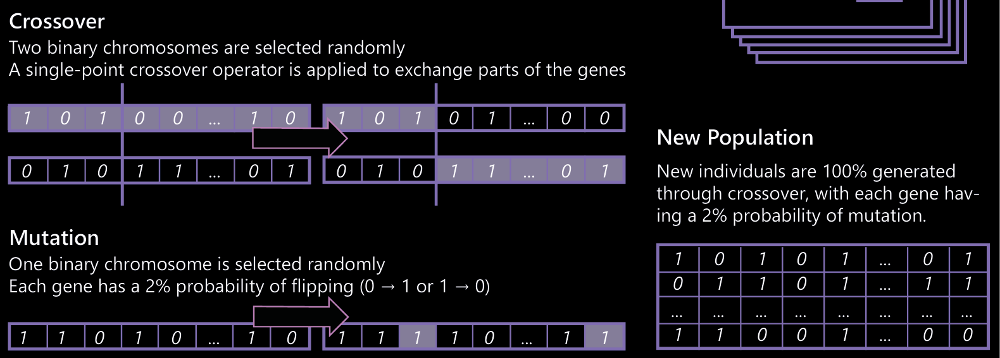 Crossover
Two binary chromosomes are selected randomly
A single-point crossover operator is applied to exchange parts of the genes
1 0 1 0 0 ... 1 0
1 0 1 0 1 ... 0 0
0 1 0 1 1 ... 0 1
0 1 0 1 1 ... 0 1
Mutation
One binary chromosome is selected randomly
Each gene has a 2% probability of flipping (0 → 1 or 1 → 0)
1 1 0 1 0 ... 1 0
1 1 1 1 0 ... 1 1
New Population
New individuals are 100% generated
through crossover, with each gene hav-
ing a 2% probability of mutation.
1 0 1 0 1 ... 0 1
0 1 1 0 1 ... 1 1
... ... ... ... ... ... ... ...
1 1 0 0 1 ... 0 0